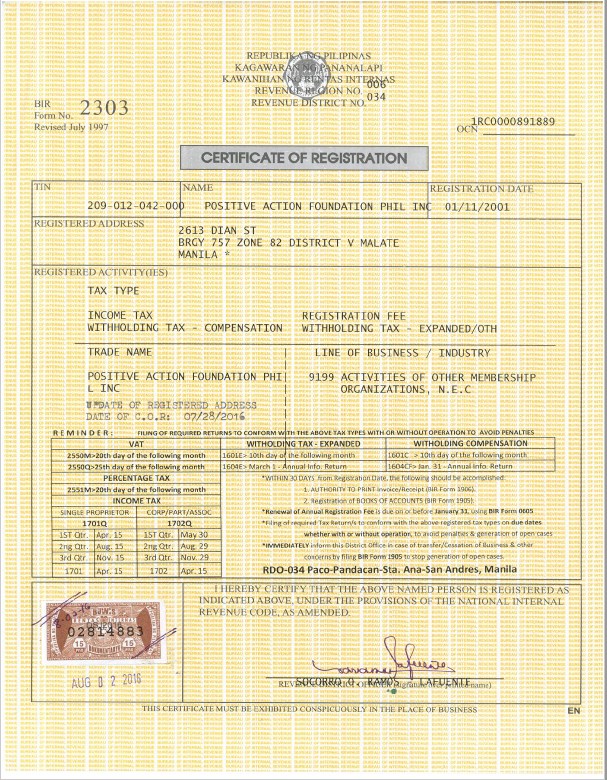 REPUBLIKA NG PILIPINAS
KAGAWARAN NG PANANALAPI
KAWANIHAN NG RENTAS INTERNAS
REVENUE REGION NO. 006
REVENUE DISTRICT NO. 034
BIR
Form No. 2303
Revised July 1997
OCN 1RC0000891889
CERTIFICATE OF REGISTRATION
TIN NAME REGISTRATION DATE
209-012-042-000 POSITIVE ACTION FOUNDATION PHIL INC 01/11/2001
REGISTERED ADDRESS 2613 DIAN ST
BRGY 757 ZONE 82 DISTRICT V MALATE
MANILA *
REGISTERED ACTIVITY(IES)
TAX TYPE
INCOME TAX REGISTRATION FEE
WITHHOLDING TAX - COMPENSATION WITHHOLDING TAX - EXPANDED/OTH
TRADE NAME LINE OF BUSINESS / INDUSTRY
POSITIVE ACTION FOUNDATION PHI 9199 ACTIVITIES OF OTHER MEMBERSHIP
L INC ORGANIZATIONS, N.E.C
UPDATE OF REGISTERED ADDRESS
DATE OF C.O.R: 07/28/2016
REMINDER: FILING OF REQUIRED RETURNS TO CONFORM WITH THE ABOVE TAX TYPES WITH OR WITHOUT OPERATION TO AVOID PENALTIES
VAT WITHHOLDING TAX - EXPANDED WITHHOLDING COMPENSATION
2550M>20th day of the following month 1601E> 10th day of the following month 1601C > 10th day of the following month
2550Q>25th day of the following month 1604E> March 1 - Annual Info. Return 1604CF> Jan. 31 - Annual Info. Return
PERCENTAGE TAX *WITHIN 30 DAYS from Registration Date, the following should be accomplished:
2551M>20th day of the following month 1. AUTHORITY TO PRINT Invoice/Receipt (BIR Form 1906).
INCOME TAX 2. Registration of BOOKS OF ACCOUNTS (BIR Form 1905).
SINGLE PROPRIETOR CORP/PART/ASSOC *Renewal of Annual Registration Fee is due on or before January 31, using BIR Form 0605
1701Q 1702Q *Filing of required Tax Return/s to conform with the above-registered tax types on due dates
1ST Qtr. Apr. 15 1ST Qtr. May 30 whether with or without operation, to avoid penalties & generation of open cases
2ng Qtr. Aug. 15 2ng Qtr. Aug. 29 *IMMEDIATELY inform this District Office in case of transfer/Cessation of Business & other
3rd Qtr. Nov. 15 3rd Qtr. Nov. 29 concerns by filing BIR Form 1905 to stop generation of open cases.
1701 Apr. 15 1702 Apr. 15 RDO-034 Paco-Pandacan-Sta. Ana-San Andres, Manila
I HEREBY CERTIFY THAT THE ABOVE NAMED PERSON IS REGISTERED AS
INDICATED ABOVE, UNDER THE PROVISIONS OF THE NATIONAL INTERNAL
REVENUE CODE, AS AMENDED.
RENTAS INTERNAS
02814883
15 15
DOKUMENTARYO
AUG 02 2016
SOCORRO O. RAMOS - LAFUENTE
REVENUE DISTRICT OFFICER (Signature over printed name)
THIS CERTIFICATE MUST BE EXHIBITED CONSPICUOUSLY IN THE PLACE OF BUSINESS EN